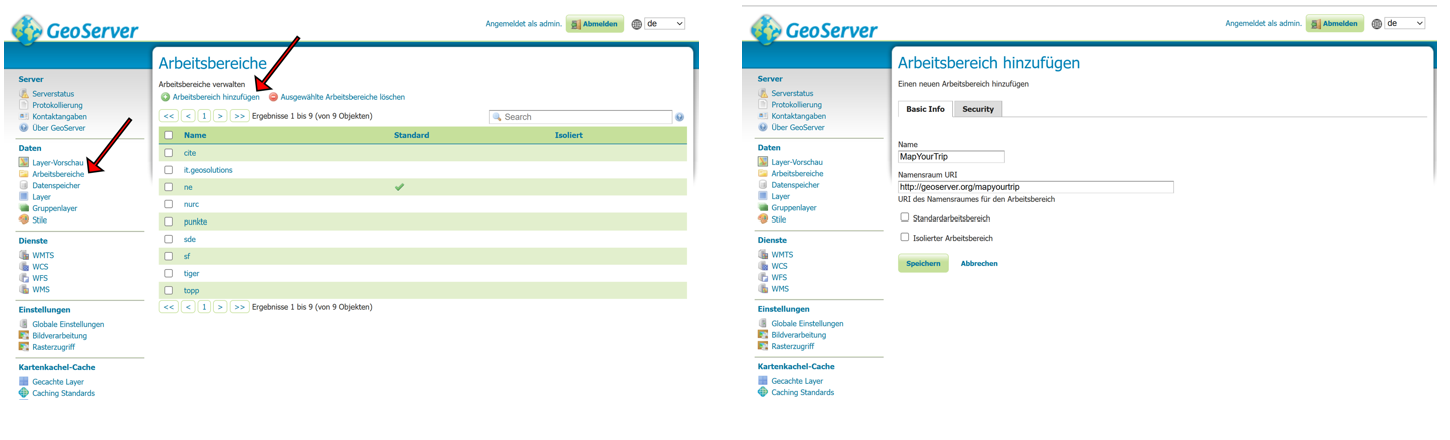 GeoServer
Angemeldet als admin. Abmelden de
Server
Serverstatus
Protokollierung
Kontaktangaben
Über GeoServer
Daten
Layer-Vorschau
Arbeitsbereiche
Datenspeicher
Layer
Gruppenlayer
Stile
Dienste
WMTS
WCS
WFS
WMS
Einstellungen
Globale Einstellungen
Bildverarbeitung
Rasterzugriff
Kartenkachel-Cache
Gecachte Layer
Caching Standards
Arbeitsbereiche
Arbeitsbereiche verwalten
Arbeitsbereich hinzufügen Ausgewählte Arbeitsbereiche löschen
<< < 1 > >> Ergebnisse 1 bis 9 (von 9 Objekten) Search
Name Standard Isoliert
cite
it.geosolutions
ne
nurc
punkte
sde
sf
tiger
topp
<< < 1 > >> Ergebnisse 1 bis 9 (von 9 Objekten)
GeoServer
Angemeldet als admin. Abmelden de
Server
Serverstatus
Protokollierung
Kontaktangaben
Über GeoServer
Daten
Layer-Vorschau
Arbeitsbereiche
Datenspeicher
Layer
Gruppenlayer
Stile
Dienste
WMTS
WCS
WFS
WMS
Einstellungen
Globale Einstellungen
Bildverarbeitung
Rasterzugriff
Kartenkachel-Cache
Gecachte Layer
Caching Standards
Arbeitsbereich hinzufügen
Einen neuen Arbeitsbereich hinzufügen
Basic Info Security
Name
MapYourTrip
Namensraum URI
http://geoserver.org/mapyourtrip
URI des Namensraumes für den Arbeitsbereich
Standardarbeitsbereich
Isolierter Arbeitsbereich
Speichern Abbrechen